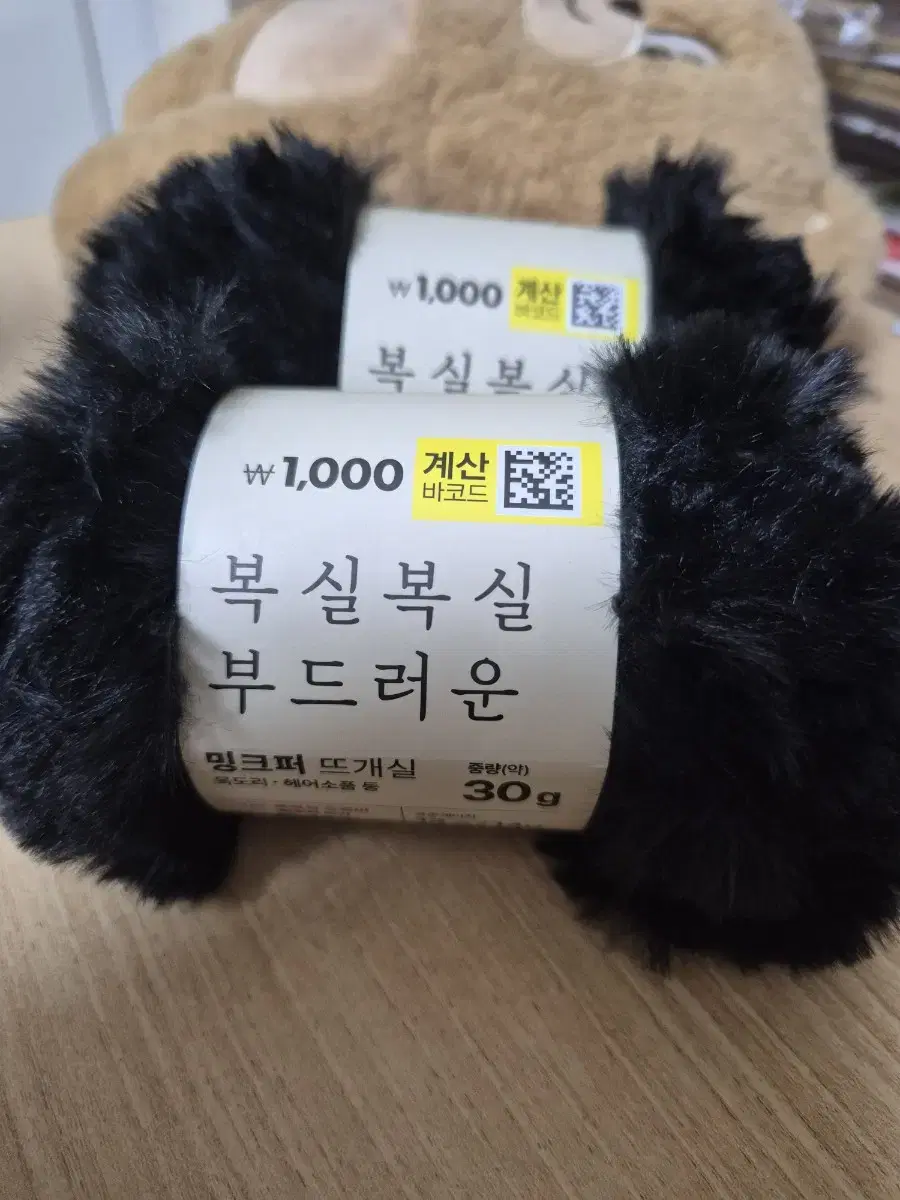 ₩1,000 계산
바코드
복실복
₩1,000 계산
바코드
복실복실
부드러운
밍크퍼 뜨개실 중량(약)
목도리·헤어소품 등 30g